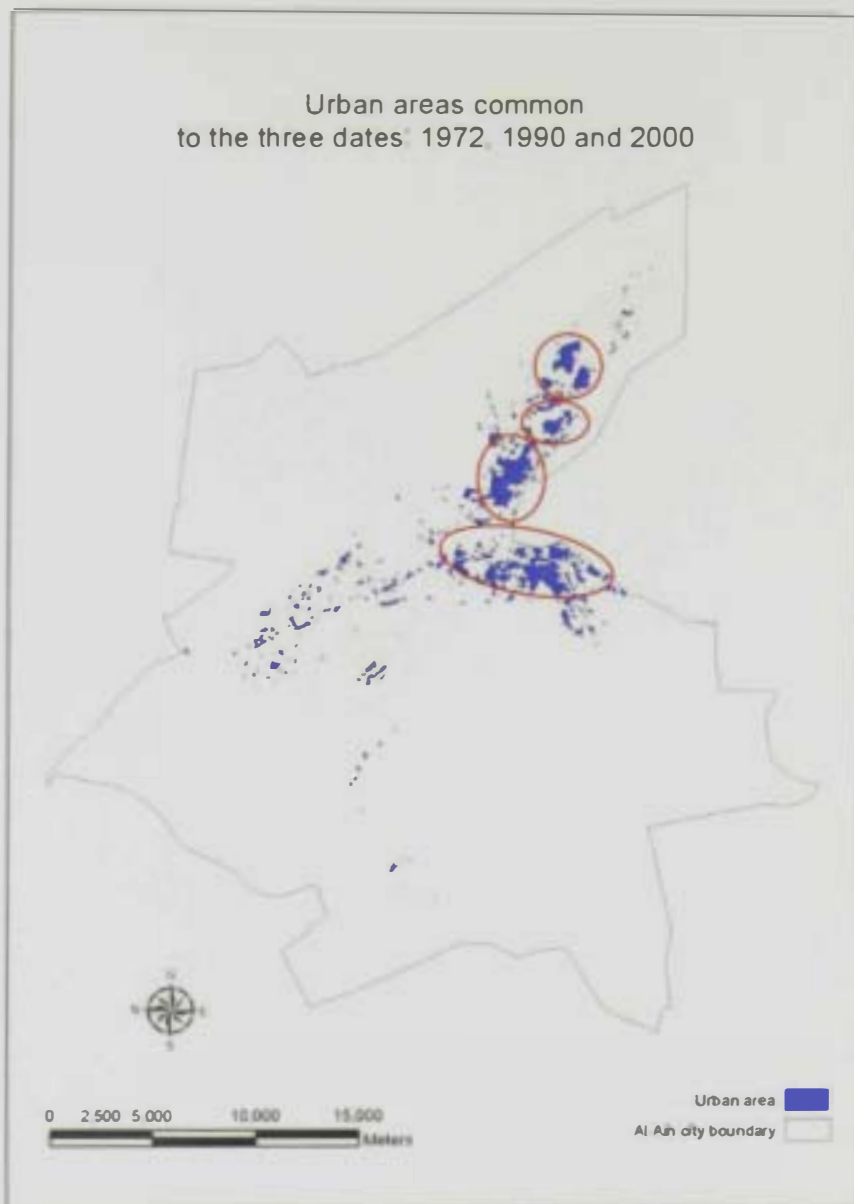 Urban areas common
to the three dates: 1972, 1990 and 2000
N
S
0 2 500 5 000 10,000 15,000
Meters
Urban area
Al Ain city boundary